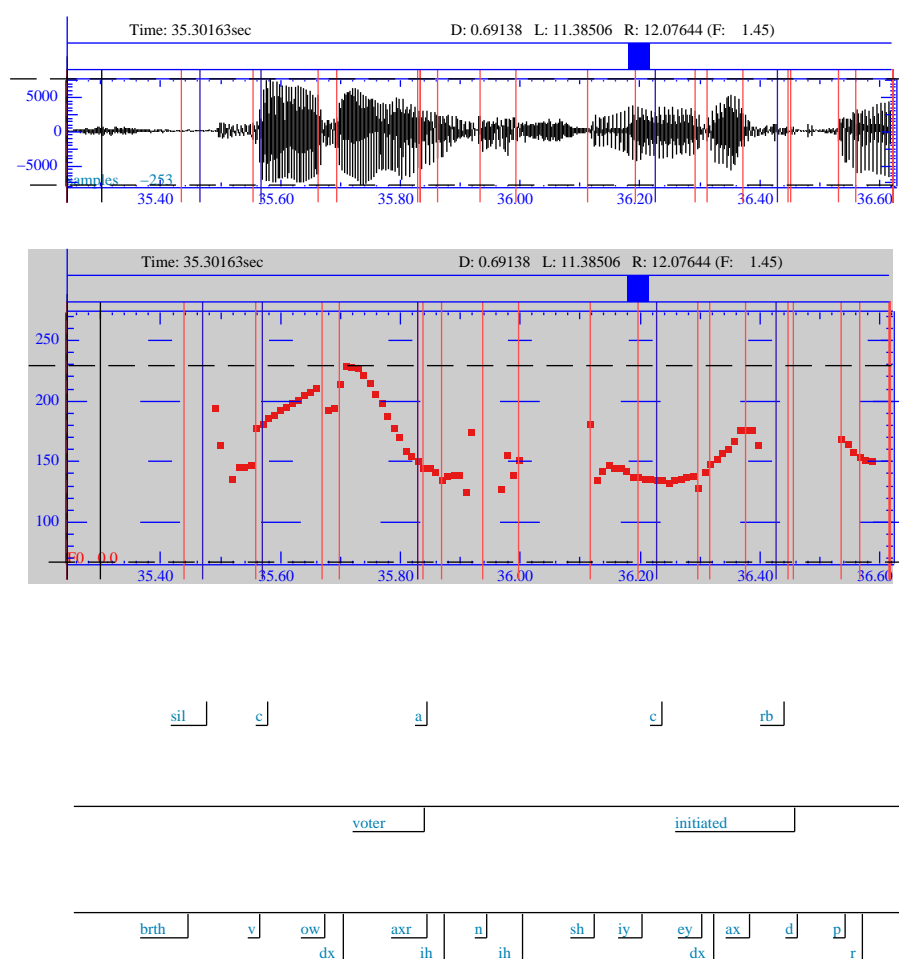 Time: 35.30163sec D: 0.69138 L: 11.38506 R: 12.07644 (F: 1.45)
5000
0
−5000
samples −253
35.40 35.60 35.80 36.00 36.20 36.40 36.60
Time: 35.30163sec D: 0.69138 L: 11.38506 R: 12.07644 (F: 1.45)
250
200
150
100
F0 0.0
35.40 35.60 35.80 36.00 36.20 36.40 36.60
sil c a c rb
voter initiated
brth v ow axr n sh iy ey ax d p
dx ih ih dx r